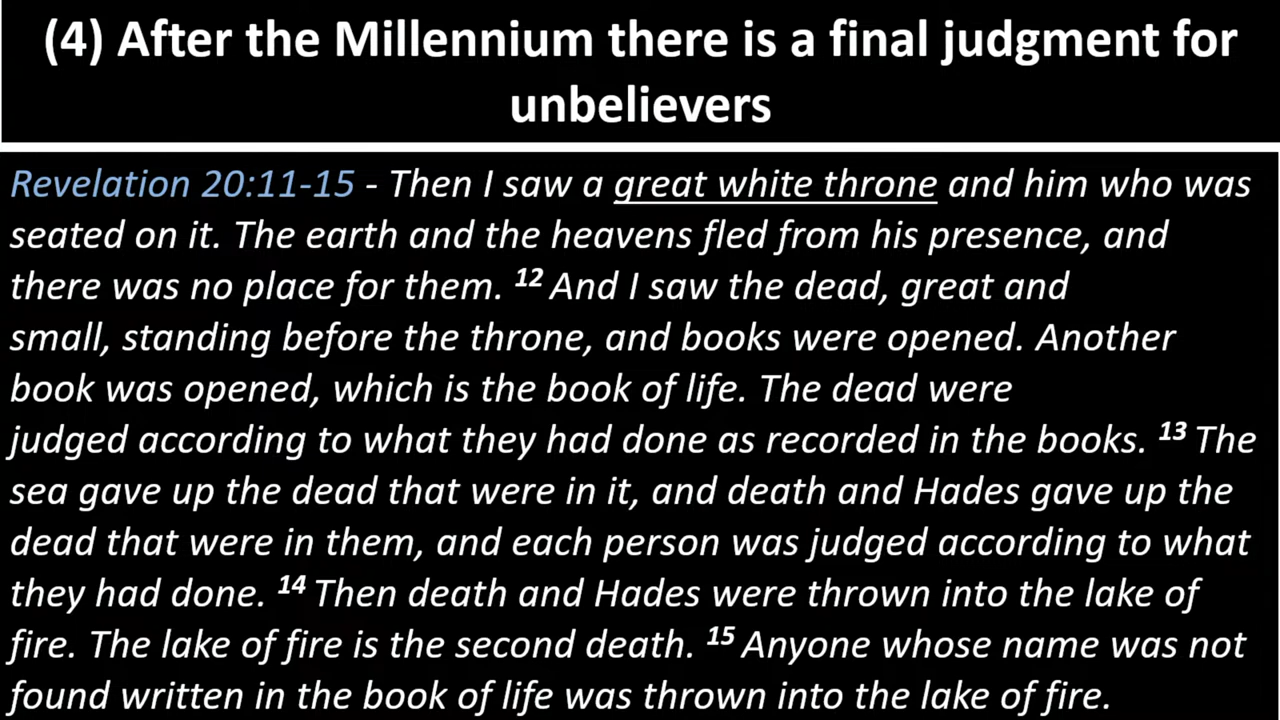 (4) After the Millennium there is a final judgment for
unbelievers
Revelation 20:11-15 - Then I saw a great white throne and him who was
seated on it. The earth and the heavens fled from his presence, and
there was no place for them. 12 And I saw the dead, great and
small, standing before the throne, and books were opened. Another
book was opened, which is the book of life. The dead were
judged according to what they had done as recorded in the books. 13 The
sea gave up the dead that were in it, and death and Hades gave up the
dead that were in them, and each person was judged according to what
they had done. 14 Then death and Hades were thrown into the lake of
fire. The lake of fire is the second death. 15 Anyone whose name was not
found written in the book of life was thrown into the lake of fire.